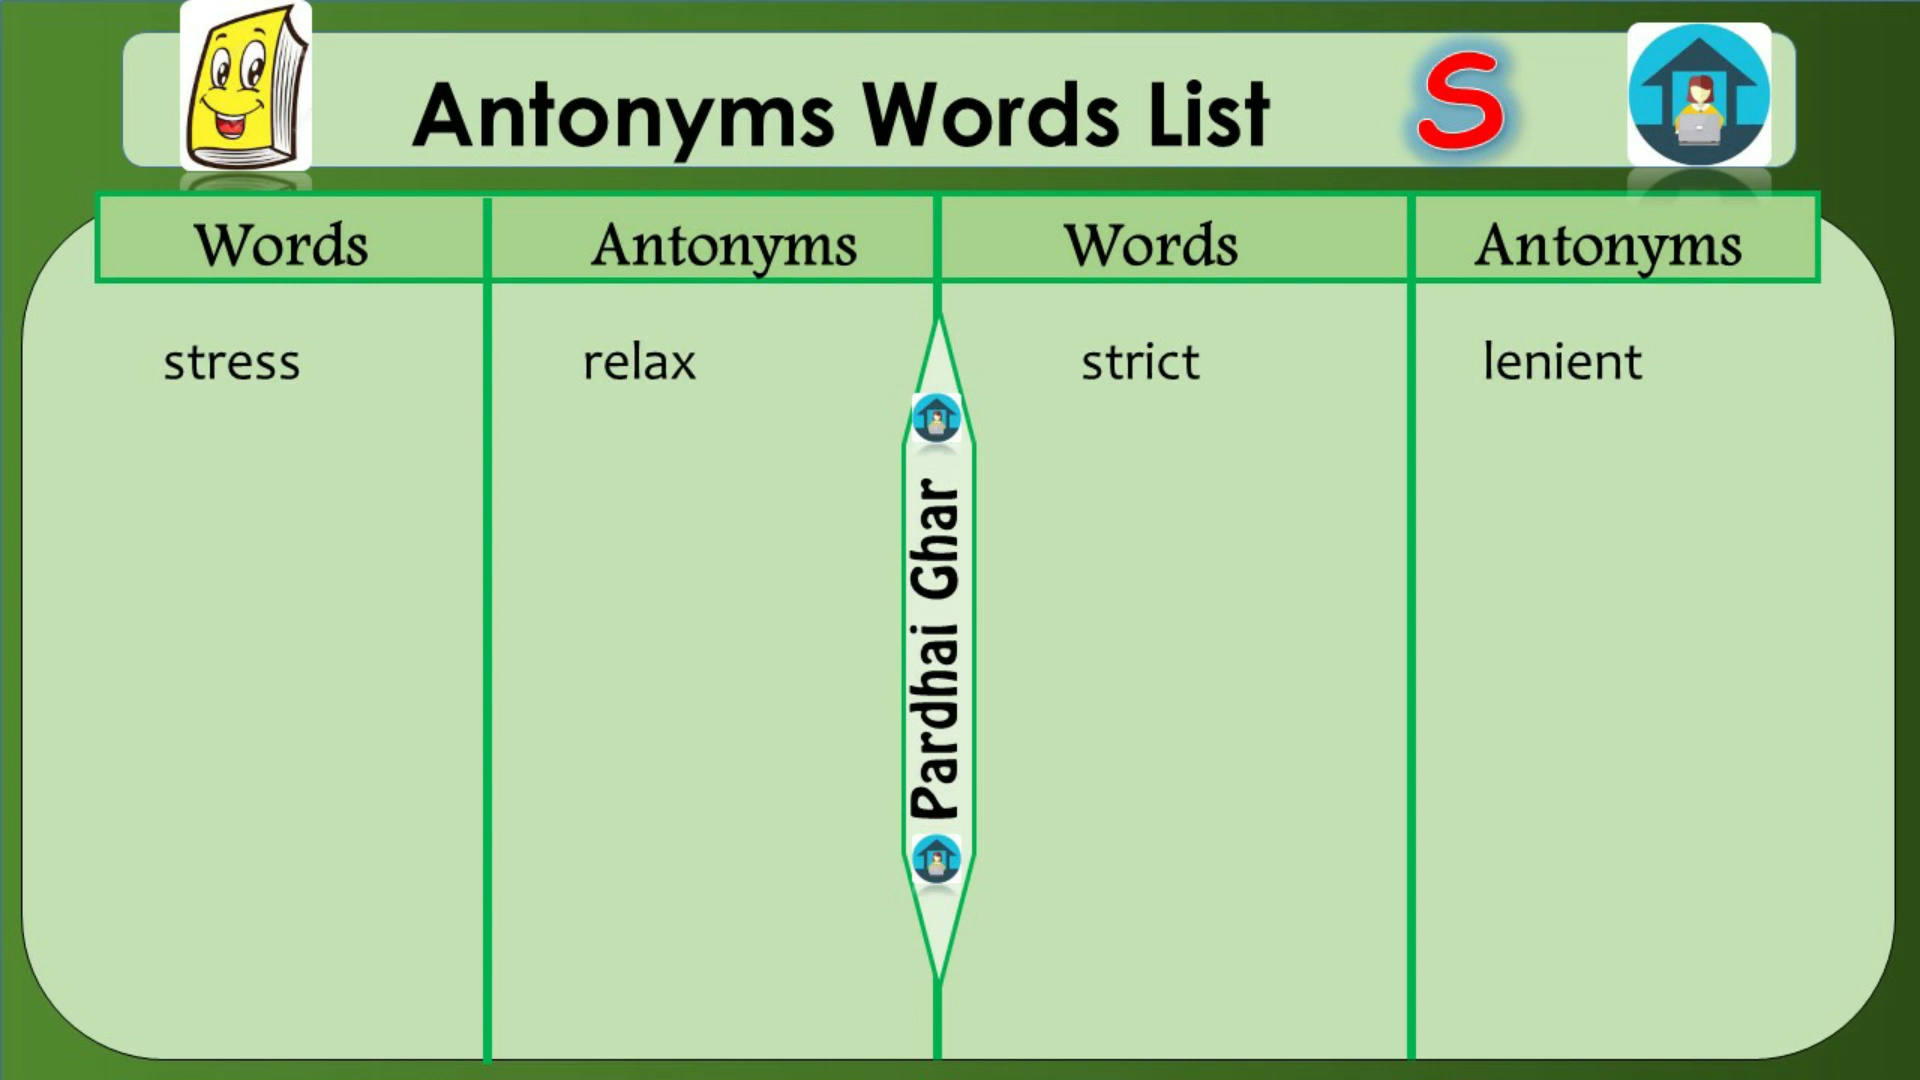 Antonyms Words List S
Words Antonyms Words Antonyms
stress relax strict lenient
Pardhai Ghar